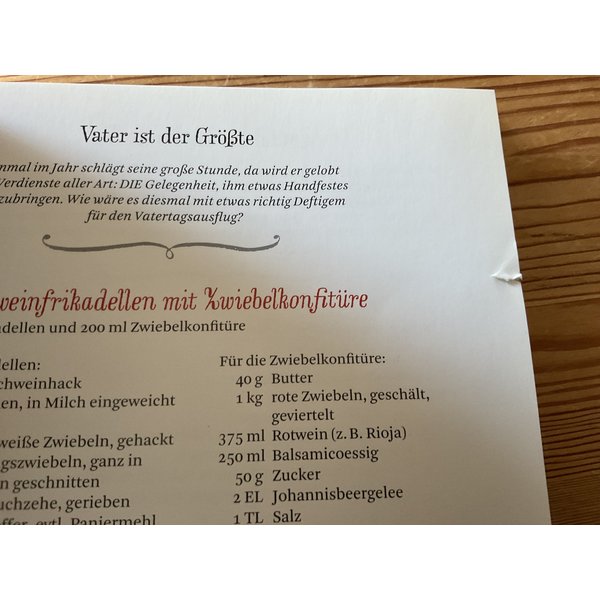 Vater ist der Größte
nmal im Jahr schlägt seine große Stunde, da wird er gelobt
Verdienste aller Art: DIE Gelegenheit, ihm etwas Handfestes
zubringen. Wie wäre es diesmal mit etwas richtig Deftigem
für den Vatertagsausflug?
weinfrikadellen mit Zwiebelkonfitüre
dellen und 200 ml Zwiebelkonfitüre
dellen:
chweinhack
en, in Milch eingeweicht
weiße Zwiebeln, gehackt
gszwiebeln, ganz in
n geschnitten
uchzehe, gerieben
ffer, evtl. Paniermehl
Für die Zwiebelkonfitüre:
40 g Butter
1 kg rote Zwiebeln, geschält,
geviertelt
375 ml Rotwein (z. B. Rioja)
250 ml Balsamicoessig
50 g Zucker
2 EL Johannisbeergelee
1 TL Salz